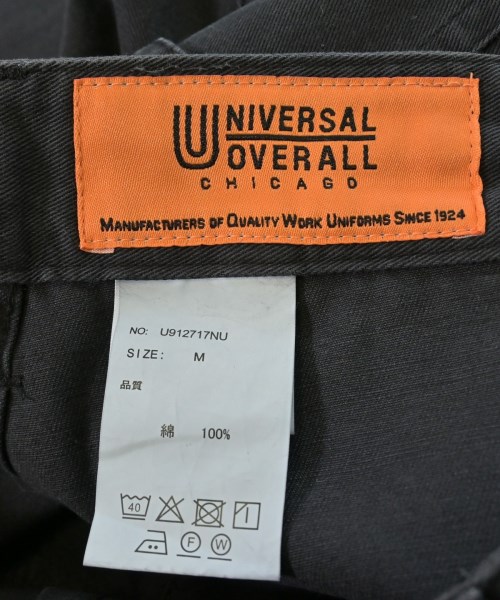 UNIVERSAL
OVERALL
CHICAGO
MANUFACTURERS OF QUALITY WORK UNIFORMS SINCE 1924
NO: U912717NU
SIZE: M
品質
綿 100%
40
F W